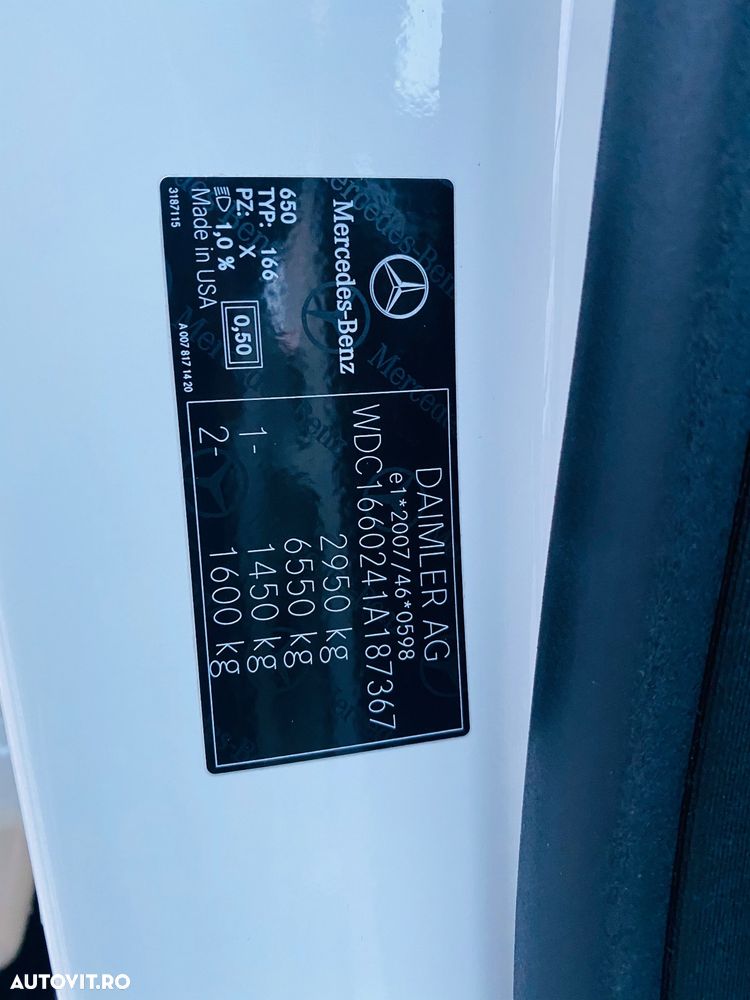 Mercedes-Benz
650
TYP: 166
PZ: X
1,0 %
0,50
Made in USA
3187115
A 007 817 14 20
DAIMLER AG
e1*2007/46*0598
WDC1660241A187367
2950 kg
6550 kg
1- 1450 kg
2- 1600 kg
AUTOVIT.RO